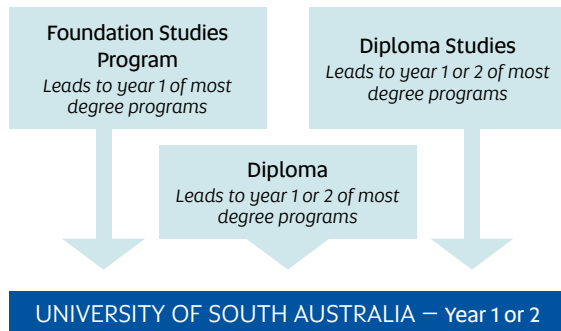 Foundation Studies
Program
Leads to year 1 of most
degree programs
Diploma Studies
Leads to year 1 or 2 of most
degree programs
Diploma
Leads to year 1 or 2 of most
degree programs
UNIVERSITY OF SOUTH AUSTRALIA — Year 1 or 2